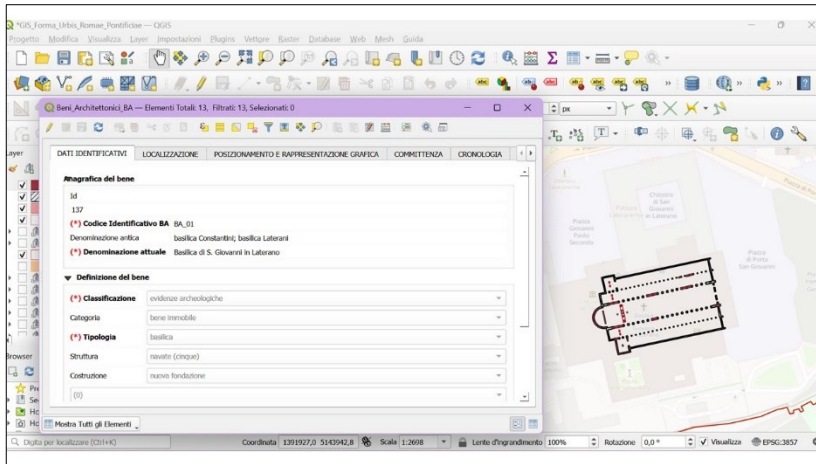 *GIS_Forma_Urbis_Romae_Pontificiae — QGIS
Progetto Modifica Visualizza Layer Impostazioni Plugins Vettore Raster Database Web Mesh Guida
Beni_Architettonici_BA — Elementi Totali: 13, Filtrati: 13, Selezionati: 0
px
DATI IDENTIFICATIVI LOCALIZZAZIONE POSIZIONAMENTO E RAPPRESENTAZIONE GRAFICA COMMITTENZA CRONOLOGIA
Anagrafica del bene
Id
137
(*) Codice Identificativo BA BA_01
Denominazione antica basilica Constantini; basilica Laterani
(*) Denominazione attuale Basilica di S. Giovanni in Laterano
Definizione del bene
(*) Classificazione evidenze archeologiche
Categoria bene immobile
(*) Tipologia basilica
Struttura navate (cinque)
Costruzione nuovo fondazione
(0)
Mostra Tutti gli Elementi
Layer
Browser
Piazza
Giovanni
Paolo
Secondo
Chiostro
di San
Giovanni
in Laterano
Piazza
di Porta
San Giovanni
Digita per localizzare (Ctrl+K) Coordinata 1391927,0 5143942,8 Scala 1:2698 Lente d'ingrandimento 100% Rotazione 0,0 ° Visualizza EPSG:3857